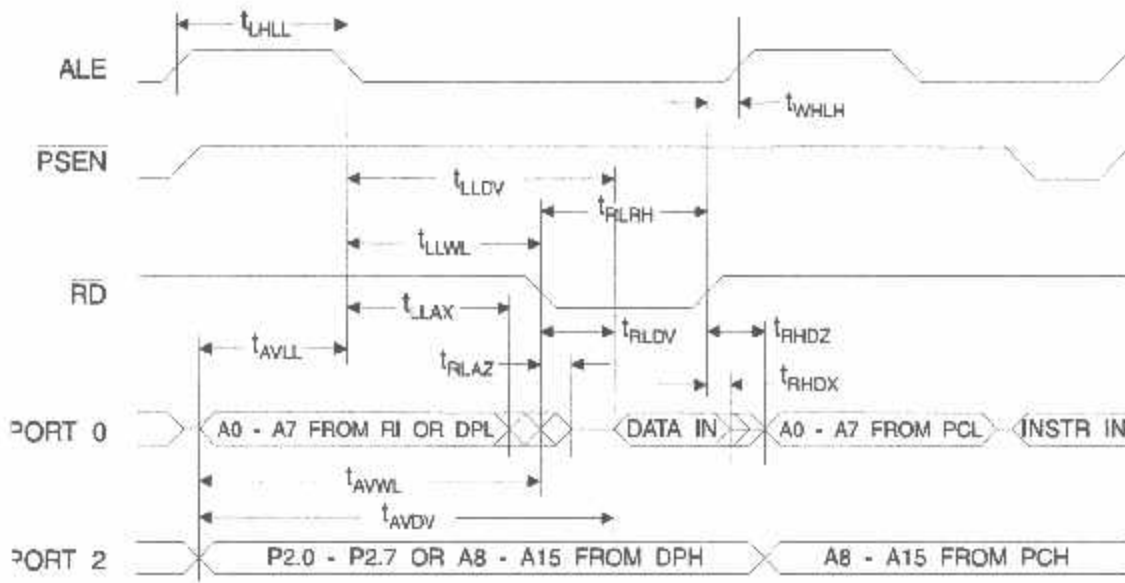 tLHLL
ALE
tWHLH
PSEN
tLLDV
tRLRH
tLLWL
RD
tLLAX
tRLDV
tRHDZ
tAVLL
tRLAZ
tRHDX
PORT 0
A0 - A7 FROM RI OR DPL
DATA IN
A0 - A7 FROM PCL
INSTR IN
tAVWL
tAVDV
PORT 2
P2.0 - P2.7 OR A8 - A15 FROM DPH
A8 - A15 FROM PCH